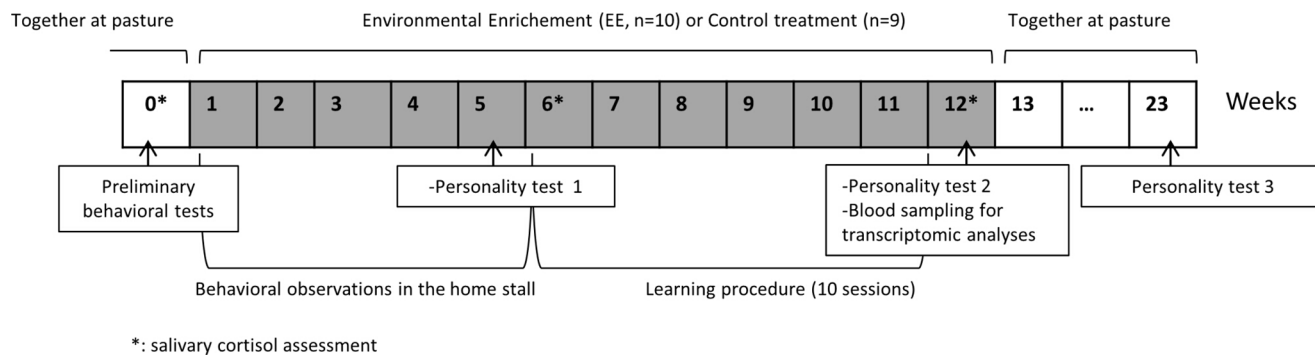 Together at pasture
Environmental Enrichement (EE, n=10) or Control treatment (n=9)
Together at pasture
0* 1 2 3 4 5 6* 7 8 9 10 11 12* 13 ... 23 Weeks
Preliminary
behavioral tests
-Personality test 1
-Personality test 2
-Blood sampling for
transcriptomic analyses
Personality test 3
Behavioral observations in the home stall
Learning procedure (10 sessions)
*: salivary cortisol assessment